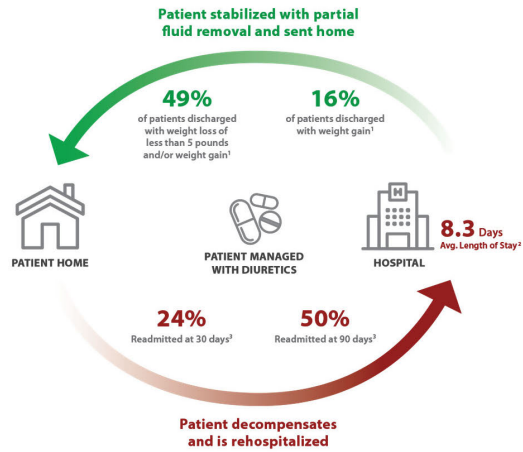 Patient stabilized with partial
fluid removal and sent home
49%
of patients discharged
with weight loss of
less than 5 pounds
and/or weight gain¹
16%
of patients discharged
with weight gain¹
H
PATIENT HOME
PATIENT MANAGED
WITH DIURETICS
HOSPITAL
8.3 Days
Avg. Length of Stay²
24%
Readmitted at 30 days³
50%
Readmitted at 90 days³
Patient decompensates
and is rehospitalized